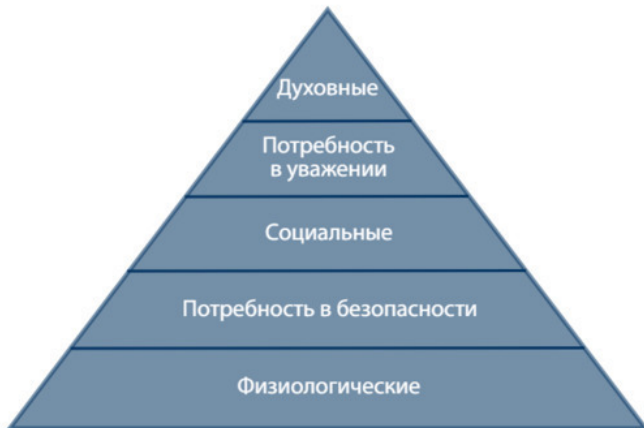 Духовные
Потребность
в уважении
Социальные
Потребность в безопасности
Физиологические